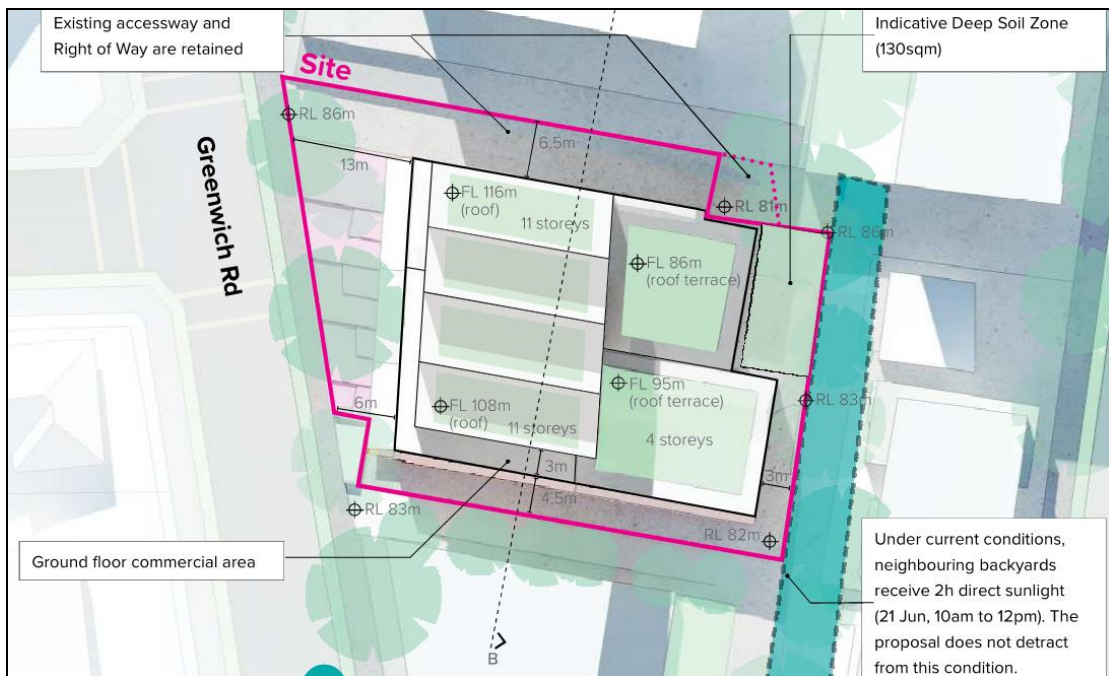 Existing accessway and
Right of Way are retained
Indicative Deep Soil Zone
(130sqm)
Site
RL 86m
Greenwich Rd
13m
6.5m
FL 116m
(roof)
11 storeys
RL 81m
RL 86m
FL 86m
(roof terrace)
FL 95m
(roof terrace)
RL 83m
6m
FL 108m
(roof)
11 storeys
4 storeys
3m
3m
4.5m
RL 83m
RL 82m
Ground floor commercial area
Under current conditions,
neighbouring backyards
receive 2h direct sunlight
(21 Jun, 10am to 12pm). The
proposal does not detract
from this condition.
B